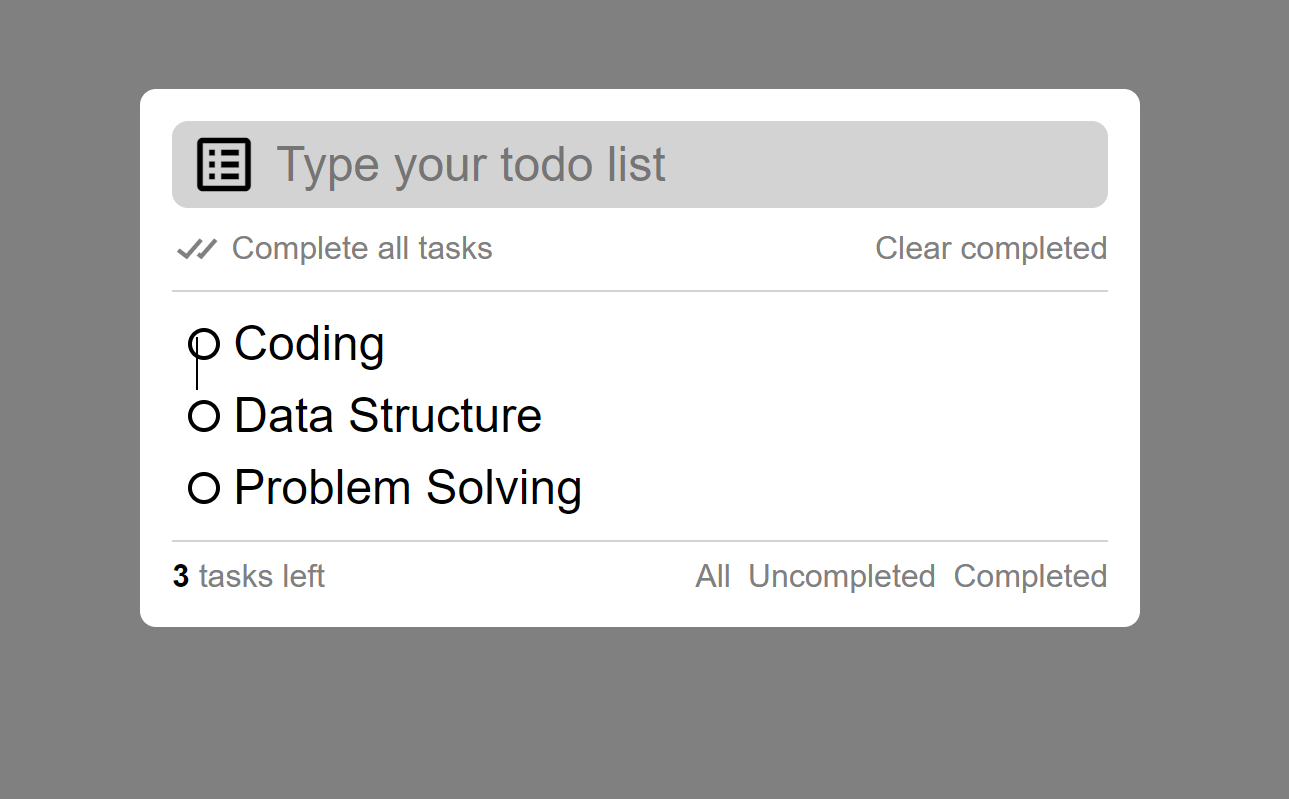 Type your todo list
Complete all tasks Clear completed
Coding
Data Structure
Problem Solving
3 tasks left All Uncompleted Completed